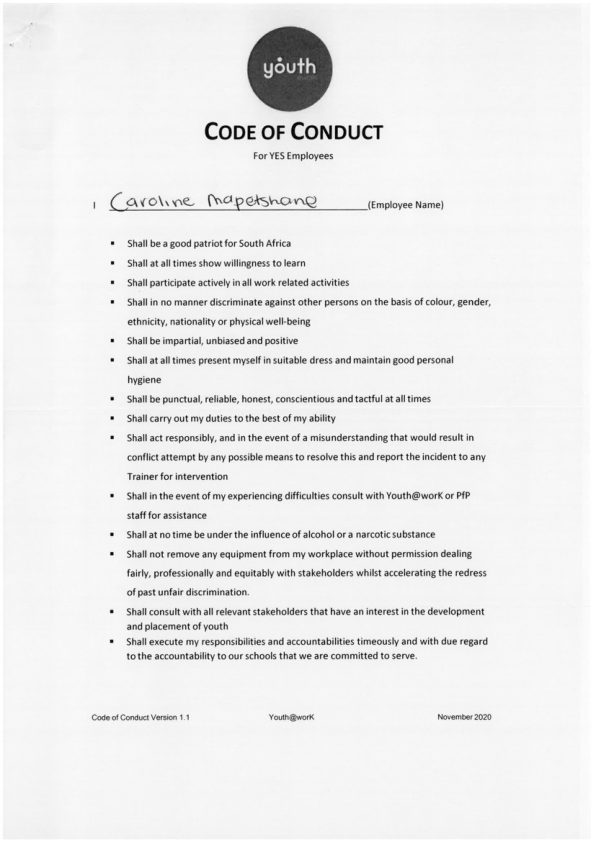 youth
CODE OF CONDUCT
For YES Employees
I Caroline Mapetshane (Employee Name)
▪ Shall be a good patriot for South Africa
▪ Shall at all times show willingness to learn
▪ Shall participate actively in all work related activities
▪ Shall in no manner discriminate against other persons on the basis of colour, gender,
ethnicity, nationality or physical well-being
▪ Shall be impartial, unbiased and positive
▪ Shall at all times present myself in suitable dress and maintain good personal
hygiene
▪ Shall be punctual, reliable, honest, conscientious and tactful at all times
▪ Shall carry out my duties to the best of my ability
▪ Shall act responsibly, and in the event of a misunderstanding that would result in
conflict attempt by any possible means to resolve this and report the incident to any
Trainer for intervention
▪ Shall in the event of my experiencing difficulties consult with Youth@worK or PfP
staff for assistance
▪ Shall at no time be under the influence of alcohol or a narcotic substance
▪ Shall not remove any equipment from my workplace without permission dealing
fairly, professionally and equitably with stakeholders whilst accelerating the redress
of past unfair discrimination.
▪ Shall consult with all relevant stakeholders that have an interest in the development
and placement of youth
▪ Shall execute my responsibilities and accountabilities timeously and with due regard
to the accountability to our schools that we are committed to serve.
Code of Conduct Version 1.1 Youth@worK November 2020